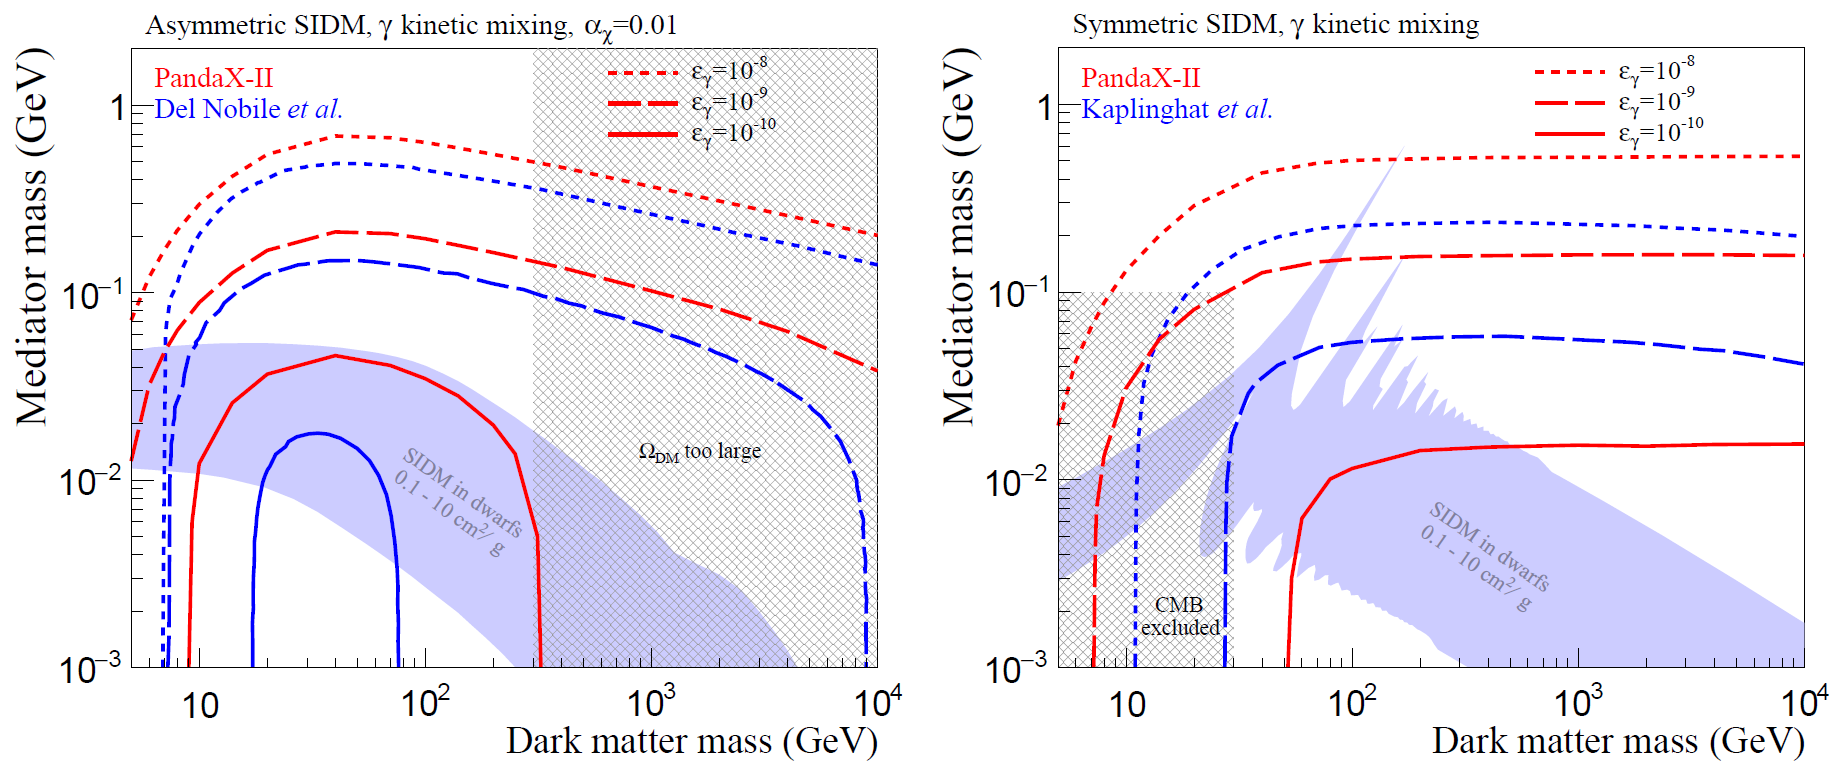 Asymmetric SIDM, γ kinetic mixing, αχ=0.01
PandaX-II
Del Nobile et al.
εγ=10⁻⁸
εγ=10⁻⁹
εγ=10⁻¹⁰
Mediator mass (GeV)
1
10⁻¹
10⁻²
10⁻³
ΩDM too large
SIDM in dwarfs
0.1 - 10 cm²/ g
10
10²
10³
10⁴
Dark matter mass (GeV)
Symmetric SIDM, γ kinetic mixing
PandaX-II
Kaplinghat et al.
εγ=10⁻⁸
εγ=10⁻⁹
εγ=10⁻¹⁰
Mediator mass (GeV)
1
10⁻¹
10⁻²
10⁻³
SIDM in dwarfs
0.1 - 10 cm²/ g
CMB
excluded
10
10²
10³
10⁴
Dark matter mass (GeV)